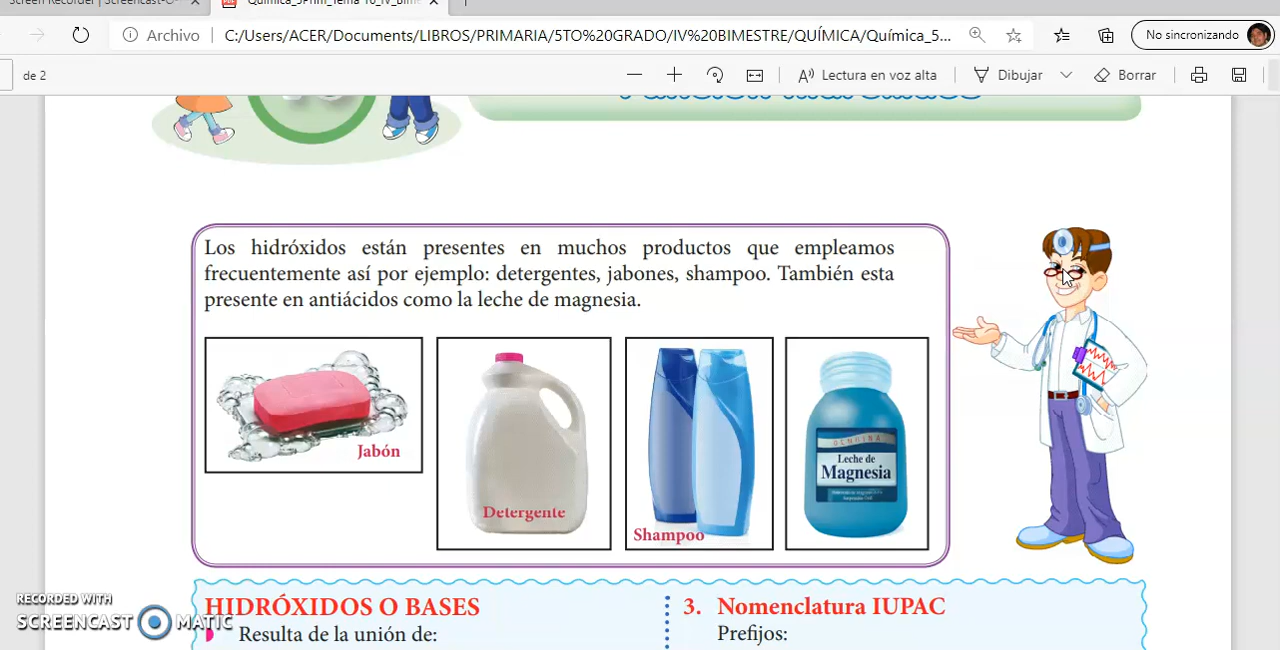 Screen Recorder | Screencast-O-
Química_5Prim_Tema 10_IV_Bime
Archivo
C:/Users/ACER/Documents/LIBROS/PRIMARIA/5TO%20GRADO/IV%20BIMESTRE/QUÍMICA/Química_5...
No sincronizando
de 2
Lectura en voz alta
Dibujar
Borrar
Los hidróxidos están presentes en muchos productos que empleamos
frecuentemente así por ejemplo: detergentes, jabones, shampoo. También esta
presente en antiácidos como la leche de magnesia.
Jabón
Detergente
Shampoo
Leche de
Magnesia
HIDRÓXIDOS O BASES
Resulta de la unión de:
3. Nomenclatura IUPAC
Prefijos:
RECORDED WITH
SCREENCAST MATIC